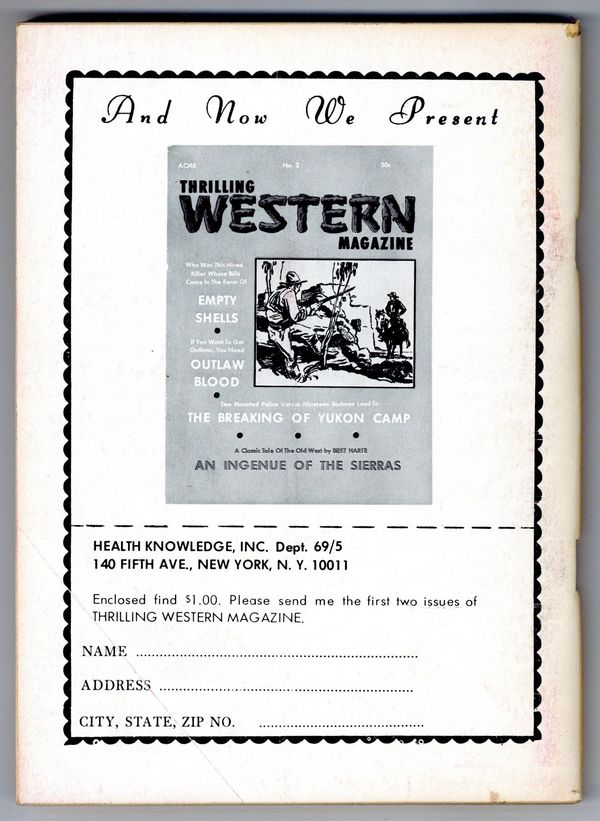 And Now We Present
ACME No. 2 50c
THRILLING
WESTERN
MAGAZINE
Who Was This Hired
Killer Whose Bills
Came In The Form Of
EMPTY
SHELLS
If You Want To Get
Outlaws, You Need
OUTLAW
BLOOD
Two Mounted Police Versus Nineteen Badmen Lead To
THE BREAKING OF YUKON CAMP
A Classic Tale Of The Old West by BRET HARTE
AN INGENUE OF THE SIERRAS
HEALTH KNOWLEDGE, INC. Dept. 69/5
140 FIFTH AVE., NEW YORK, N. Y. 10011
Enclosed find $1.00. Please send me the first two issues of
THRILLING WESTERN MAGAZINE.
NAME ..........................................................
ADDRESS ....................................................
CITY, STATE, ZIP NO. ..................................